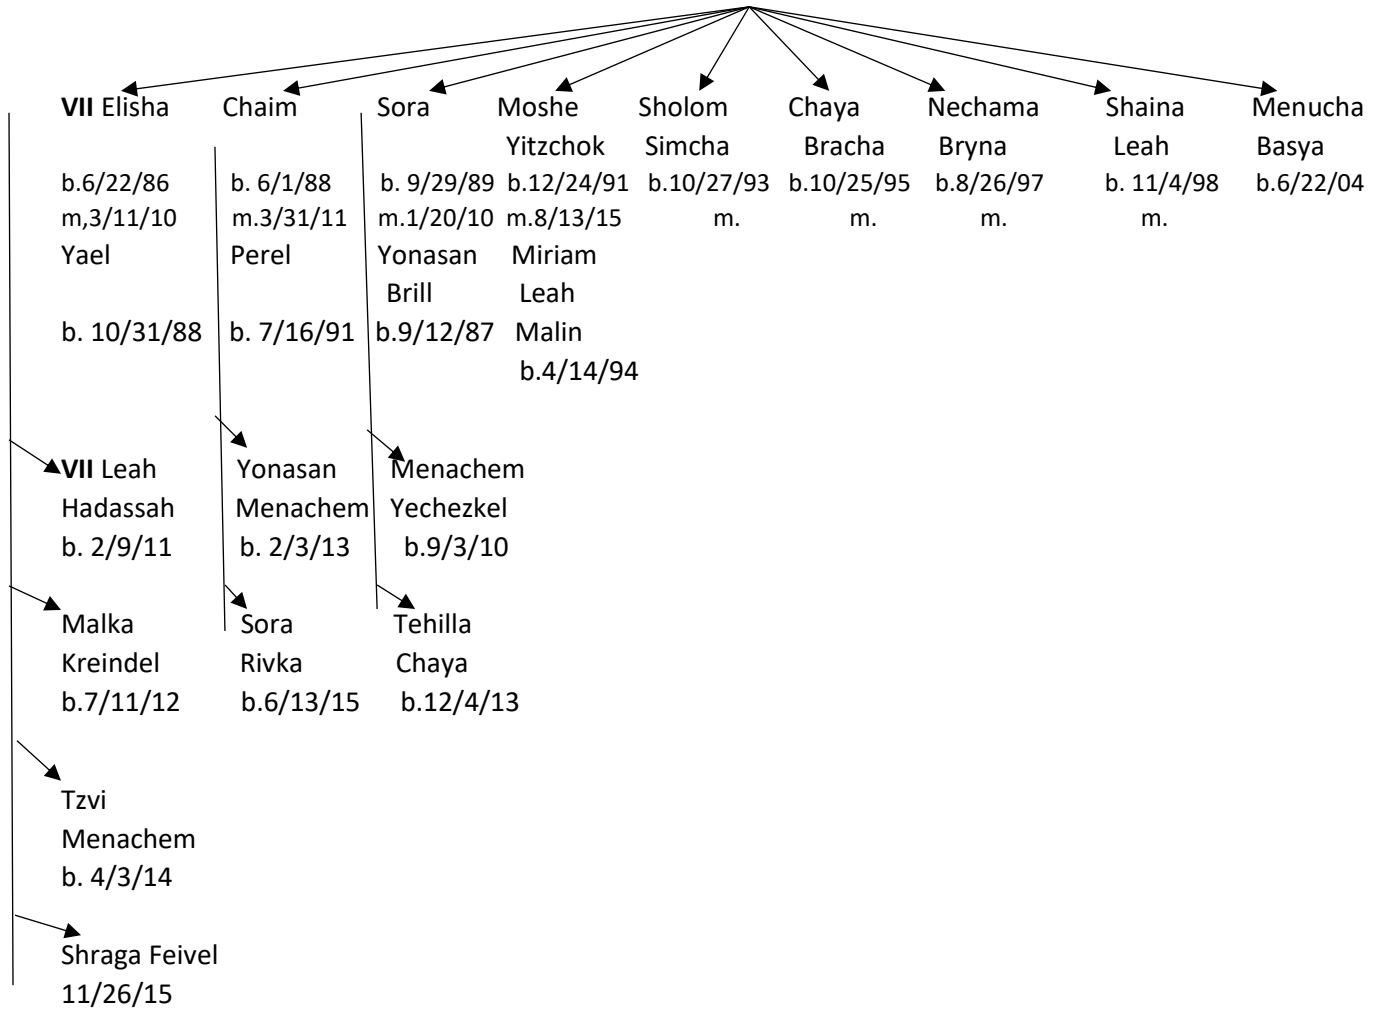 VII Elisha Chaim Sora Moshe Sholom Chaya Nechama Shaina Menucha
Yitzchok Simcha Bracha Bryna Leah Basya
b.6/22/86 b. 6/1/88 b. 9/29/89 b.12/24/91 b.10/27/93 b.10/25/95 b.8/26/97 b. 11/4/98 b.6/22/04
m,3/11/10 m.3/31/11 m.1/20/10 m.8/13/15 m. m. m. m.
Yael Perel Yonasan Miriam
Brill Leah
b. 10/31/88 b. 7/16/91 b.9/12/87 Malin
b.4/14/94
VII Leah Yonasan Menachem
Hadassah Menachem Yechezkel
b. 2/9/11 b. 2/3/13 b.9/3/10
Malka Sora Tehilla
Kreindel Rivka Chaya
b.7/11/12 b.6/13/15 b.12/4/13
Tzvi
Menachem
b. 4/3/14
Shraga Feivel
11/26/15